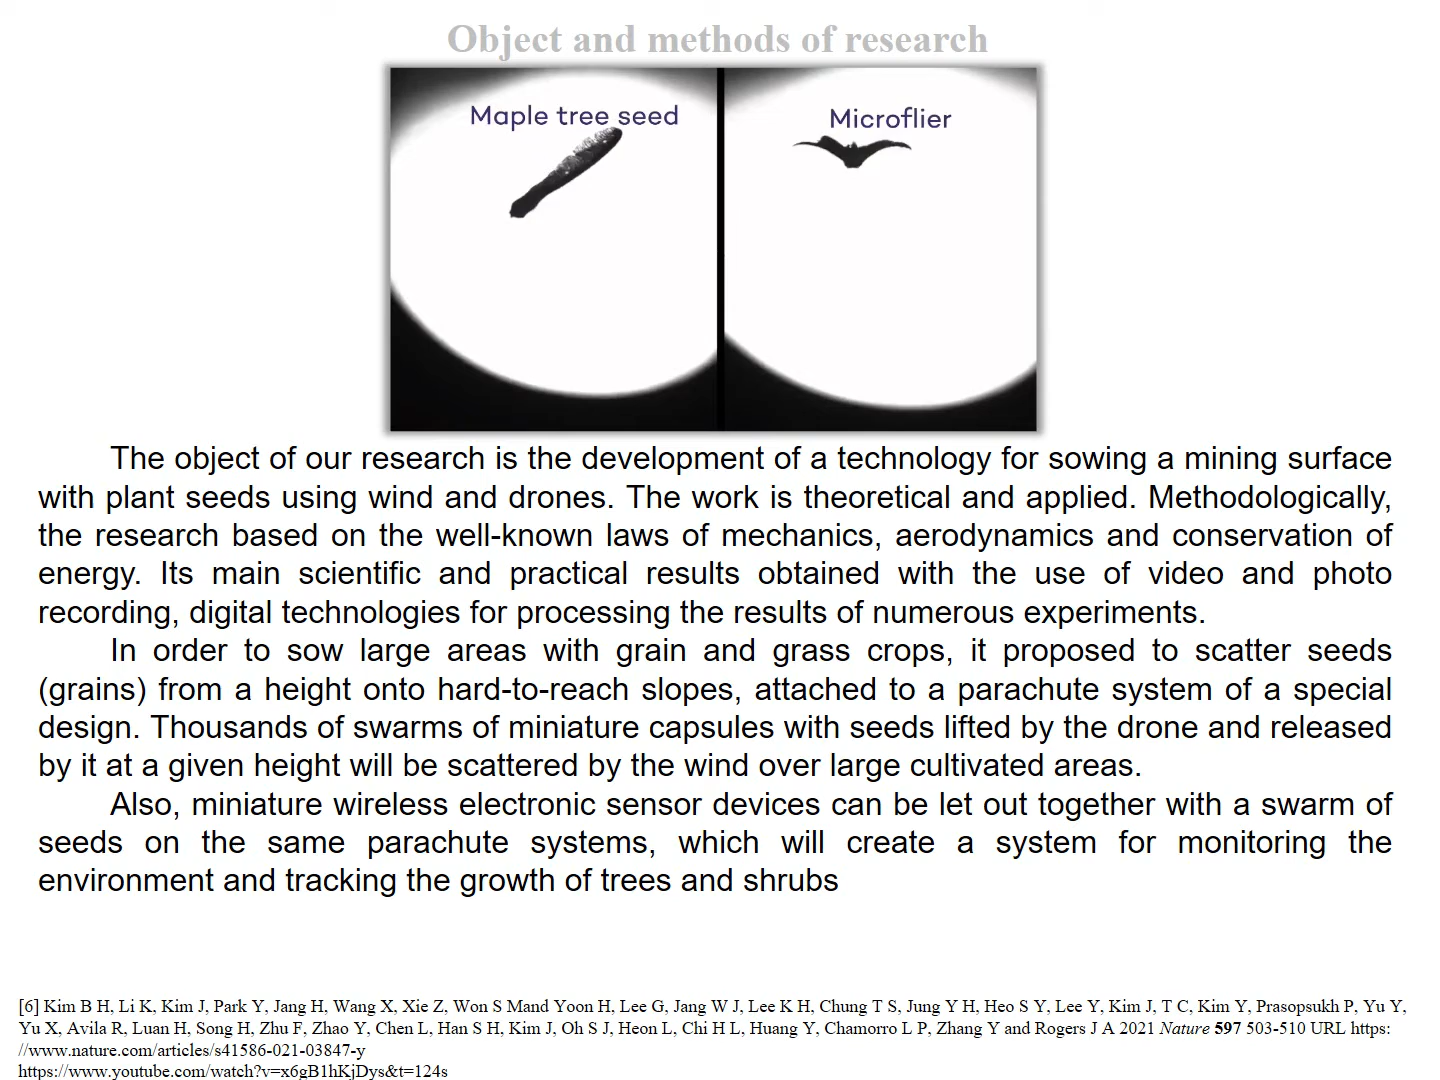 Object and methods of research
Maple tree seed
Microflier
The object of our research is the development of a technology for sowing a mining surface
with plant seeds using wind and drones. The work is theoretical and applied. Methodologically,
the research based on the well-known laws of mechanics, aerodynamics and conservation of
energy. Its main scientific and practical results obtained with the use of video and photo
recording, digital technologies for processing the results of numerous experiments.
In order to sow large areas with grain and grass crops, it proposed to scatter seeds
(grains) from a height onto hard-to-reach slopes, attached to a parachute system of a special
design. Thousands of swarms of miniature capsules with seeds lifted by the drone and released
by it at a given height will be scattered by the wind over large cultivated areas.
Also, miniature wireless electronic sensor devices can be let out together with a swarm of
seeds on the same parachute systems, which will create a system for monitoring the
environment and tracking the growth of trees and shrubs
[6] Kim B H, Li K, Kim J, Park Y, Jang H, Wang X, Xie Z, Won S Mand Yoon H, Lee G, Jang W J, Lee K H, Chung T S, Jung Y H, Heo S Y, Lee Y, Kim J, T C, Kim Y, Prasopsukh P, Yu Y,
Yu X, Avila R, Luan H, Song H, Zhu F, Zhao Y, Chen L, Han S H, Kim J, Oh S J, Heon L, Chi H L, Huang Y, Chamorro L P, Zhang Y and Rogers J A 2021 Nature 597 503-510 URL https:
//www.nature.com/articles/s41586-021-03847-y
https://www.youtube.com/watch?v=x6gB1hKjDys&t=124s